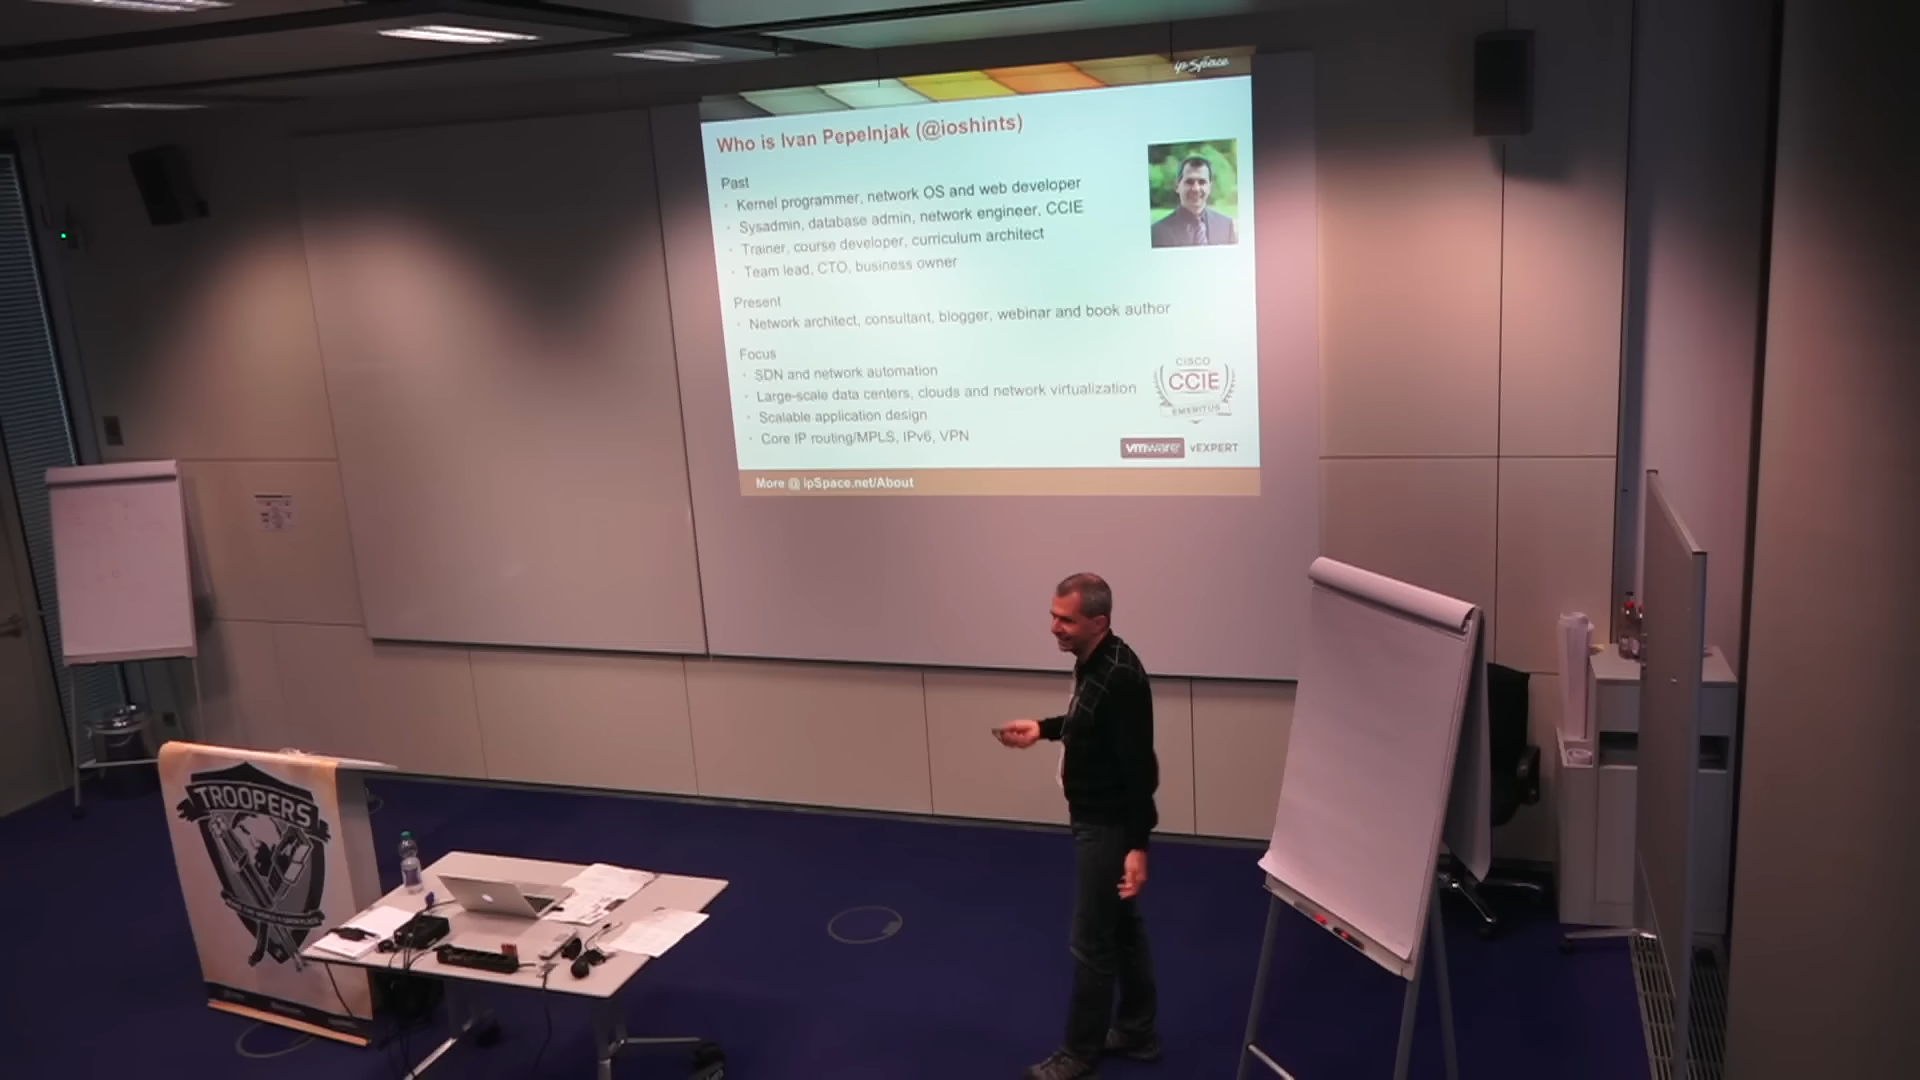 ipSpace
Who is Ivan Pepelnjak (@ioshints)
Past
· Kernel programmer, network OS and web developer
· Sysadmin, database admin, network engineer, CCIE
· Trainer, course developer, curriculum architect
· Team lead, CTO, business owner
Present
· Network architect, consultant, blogger, webinar and book author
Focus
· SDN and network automation
· Large-scale data centers, clouds and network virtualization
· Scalable application design
· Core IP routing/MPLS, IPv6, VPN
CISCO
CCIE
EMERITUS
vmware vEXPERT
More @ ipSpace.net/About
TROOPERS